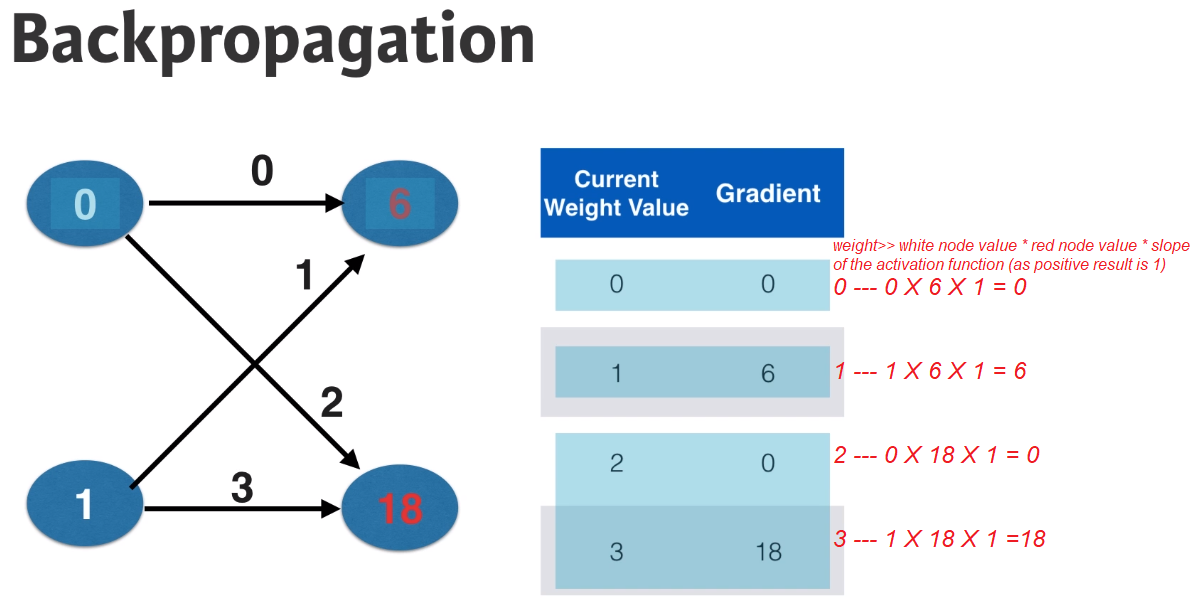 Backpropagation
0
0
6
1
2
1
3
18
Current
Weight Value
Gradient
0 0
1 6
2 0
3 18
weight>> white node value * red node value * slope
of the activation function (as positive result is 1)
0 --- 0 X 6 X 1 = 0
1 --- 1 X 6 X 1 = 6
2 --- 0 X 18 X 1 = 0
3 --- 1 X 18 X 1 =18